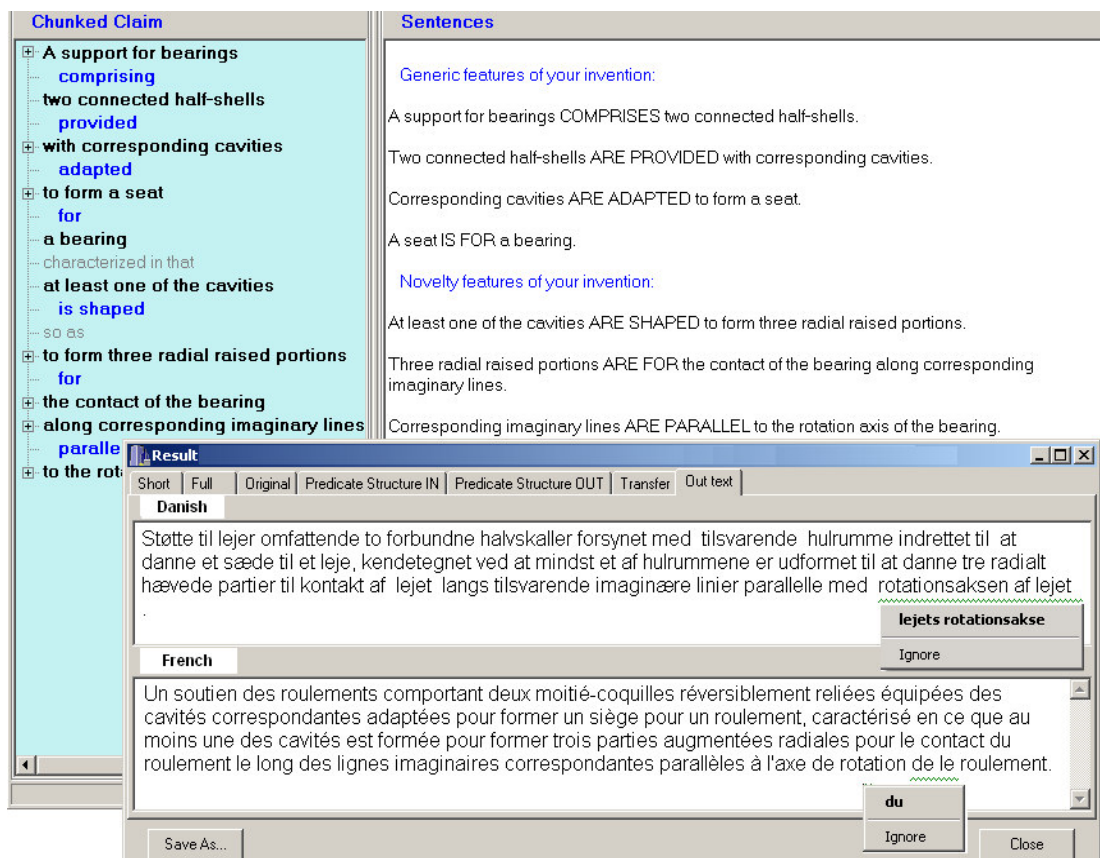 Chunked Claim
A support for bearings
comprising
two connected half-shells
provided
with corresponding cavities
adapted
to form a seat
for
a bearing
characterized in that
at least one of the cavities
is shaped
so as
to form three radial raised portions
for
the contact of the bearing
along corresponding imaginary lines
paralle
to the rot
Sentences
Generic features of your invention:
A support for bearings COMPRISES two connected half-shells.
Two connected half-shells ARE PROVIDED with corresponding cavities.
Corresponding cavities ARE ADAPTED to form a seat.
A seat IS FOR a bearing.
Novelty features of your invention:
At least one of the cavities ARE SHAPED to form three radial raised portions.
Three radial raised portions ARE FOR the contact of the bearing along corresponding
imaginary lines.
Corresponding imaginary lines ARE PARALLEL to the rotation axis of the bearing.
Result
Short Full Original Predicate Structure IN Predicate Structure OUT Transfer Out text
Danish
Støtte til lejer omfattende to forbundne halvskaller forsynet med tilsvarende hulrumme indrettet til at
danne et sæde til et leje, kendetegnet ved at mindst et af hulrummene er udformet til at danne tre radialt
hævede partier til kontakt af lejet langs tilsvarende imaginære linier parallelle med rotationsaksen af lejet
.
lejets rotationsakse
Ignore
French
Un soutien des roulements comportant deux moitié-coquilles réversiblement reliées équipées des
cavités correspondantes adaptées pour former un siège pour un roulement, caractérisé en ce que au
moins une des cavités est formée pour former trois parties augmentées radiales pour le contact du
roulement le long des lignes imaginaires correspondantes parallèles à l'axe de rotation de le roulement.
du
Ignore
Save As...
Close